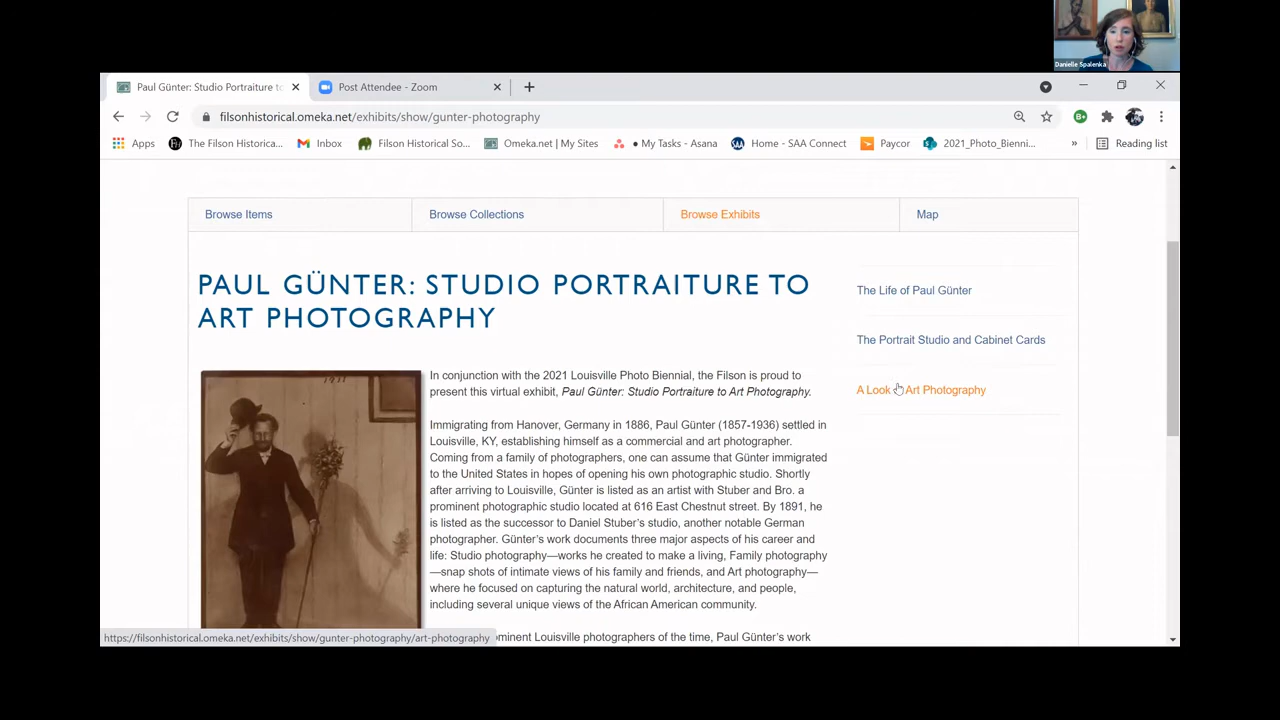 Danielle Spalenka
Paul Günter: Studio Portraiture to
Post Attendee - Zoom
filsonhistorical.omeka.net/exhibits/show/gunter-photography
Apps
The Filson Historica...
Inbox
Filson Historical So...
Omeka.net | My Sites
● My Tasks - Asana
Home - SAA Connect
Paycor
2021_Photo_Bienni...
»
Reading list
Browse Items
Browse Collections
Browse Exhibits
Map
PAUL GÜNTER: STUDIO PORTRAITURE TO
ART PHOTOGRAPHY
The Life of Paul Günter
The Portrait Studio and Cabinet Cards
A Look Art Photography
In conjunction with the 2021 Louisville Photo Biennial, the Filson is proud to
present this virtual exhibit, Paul Günter: Studio Portraiture to Art Photography.
Immigrating from Hanover, Germany in 1886, Paul Günter (1857-1936) settled in
Louisville, KY, establishing himself as a commercial and art photographer.
Coming from a family of photographers, one can assume that Günter immigrated
to the United States in hopes of opening his own photographic studio. Shortly
after arriving to Louisville, Günter is listed as an artist with Stuber and Bro. a
prominent photographic studio located at 616 East Chestnut street. By 1891, he
is listed as the successor to Daniel Stuber's studio, another notable German
photographer. Günter's work documents three major aspects of his career and
life: Studio photography—works he created to make a living, Family photography
—snap shots of intimate views of his family and friends, and Art photography—
where he focused on capturing the natural world, architecture, and people,
including several unique views of the African American community.
ominent Louisville photographers of the time, Paul Günter's work
https://filsonhistorical.omeka.net/exhibits/show/gunter-photography/art-photography